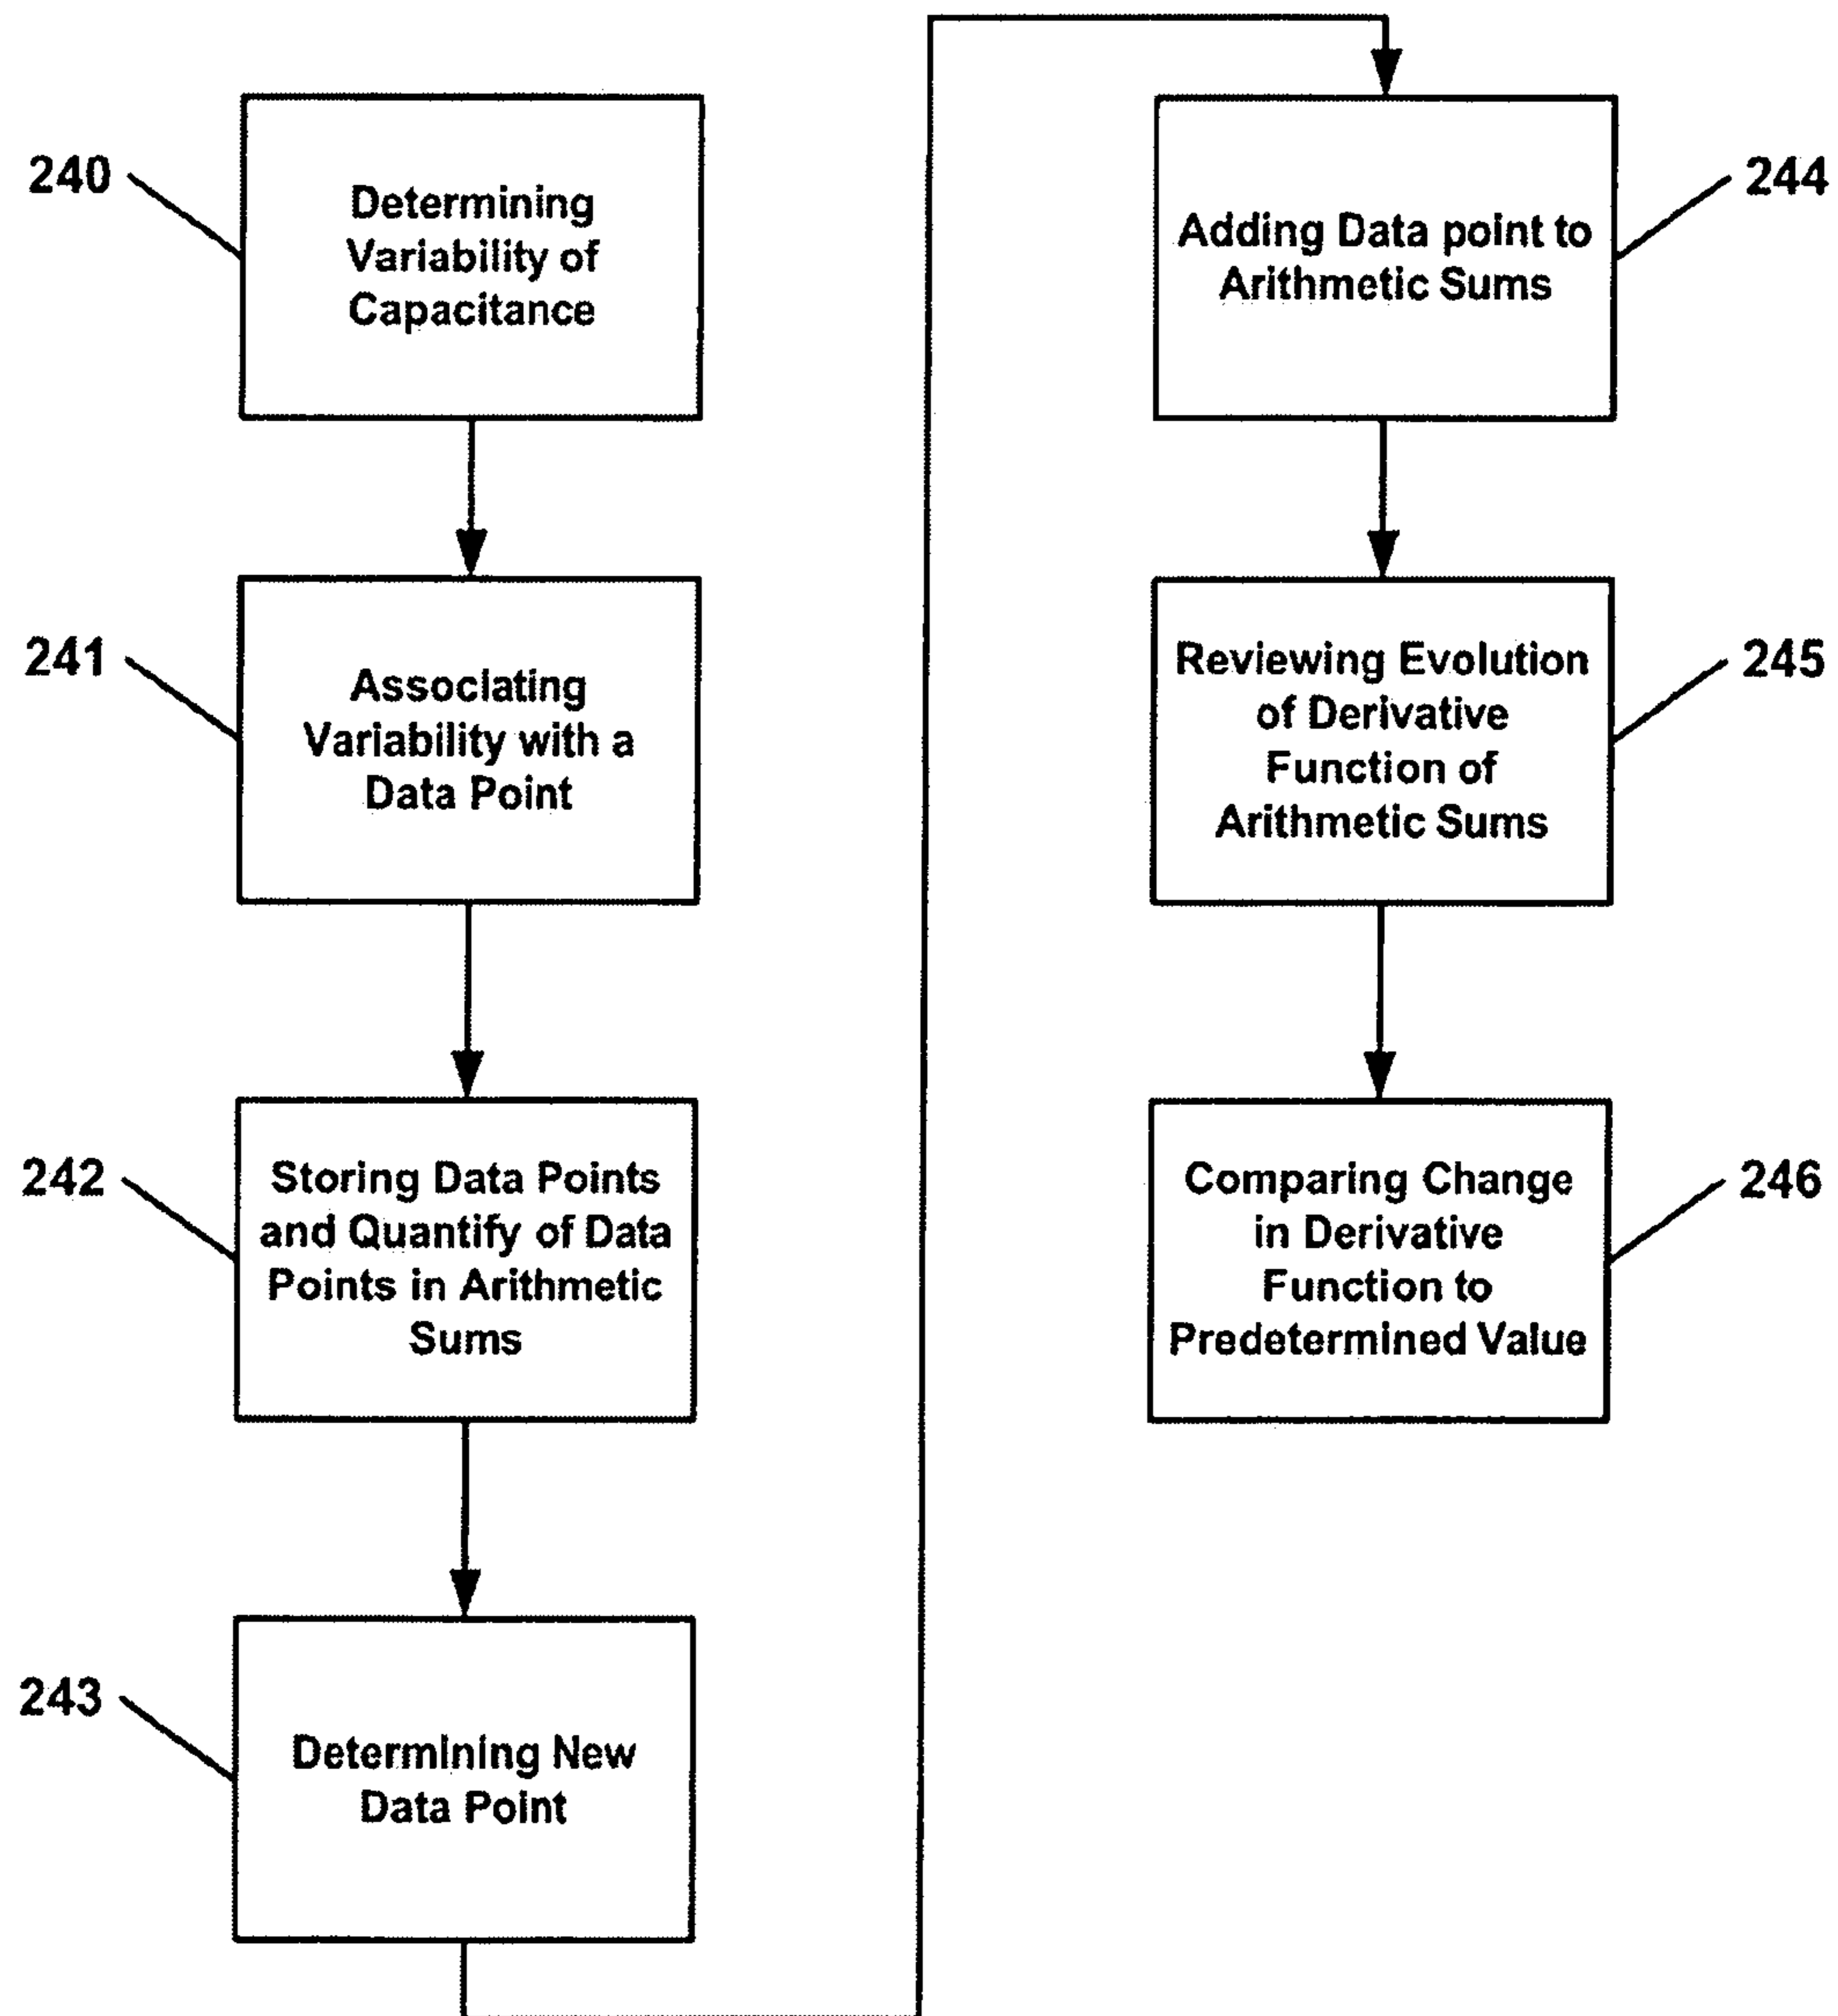 240
Determining
Variability of
Capacitance
241
Associating
Variability with a
Data Point
242
Storing Data Points
and Quantify of Data
Points in Arithmetic
Sums
243
Determining New
Data Point
244
Adding Data point to
Arithmetic Sums
245
Reviewing Evolution
of Derivative
Function of
Arithmetic Sums
246
Comparing Change
in Derivative
Function to
Predetermined Value